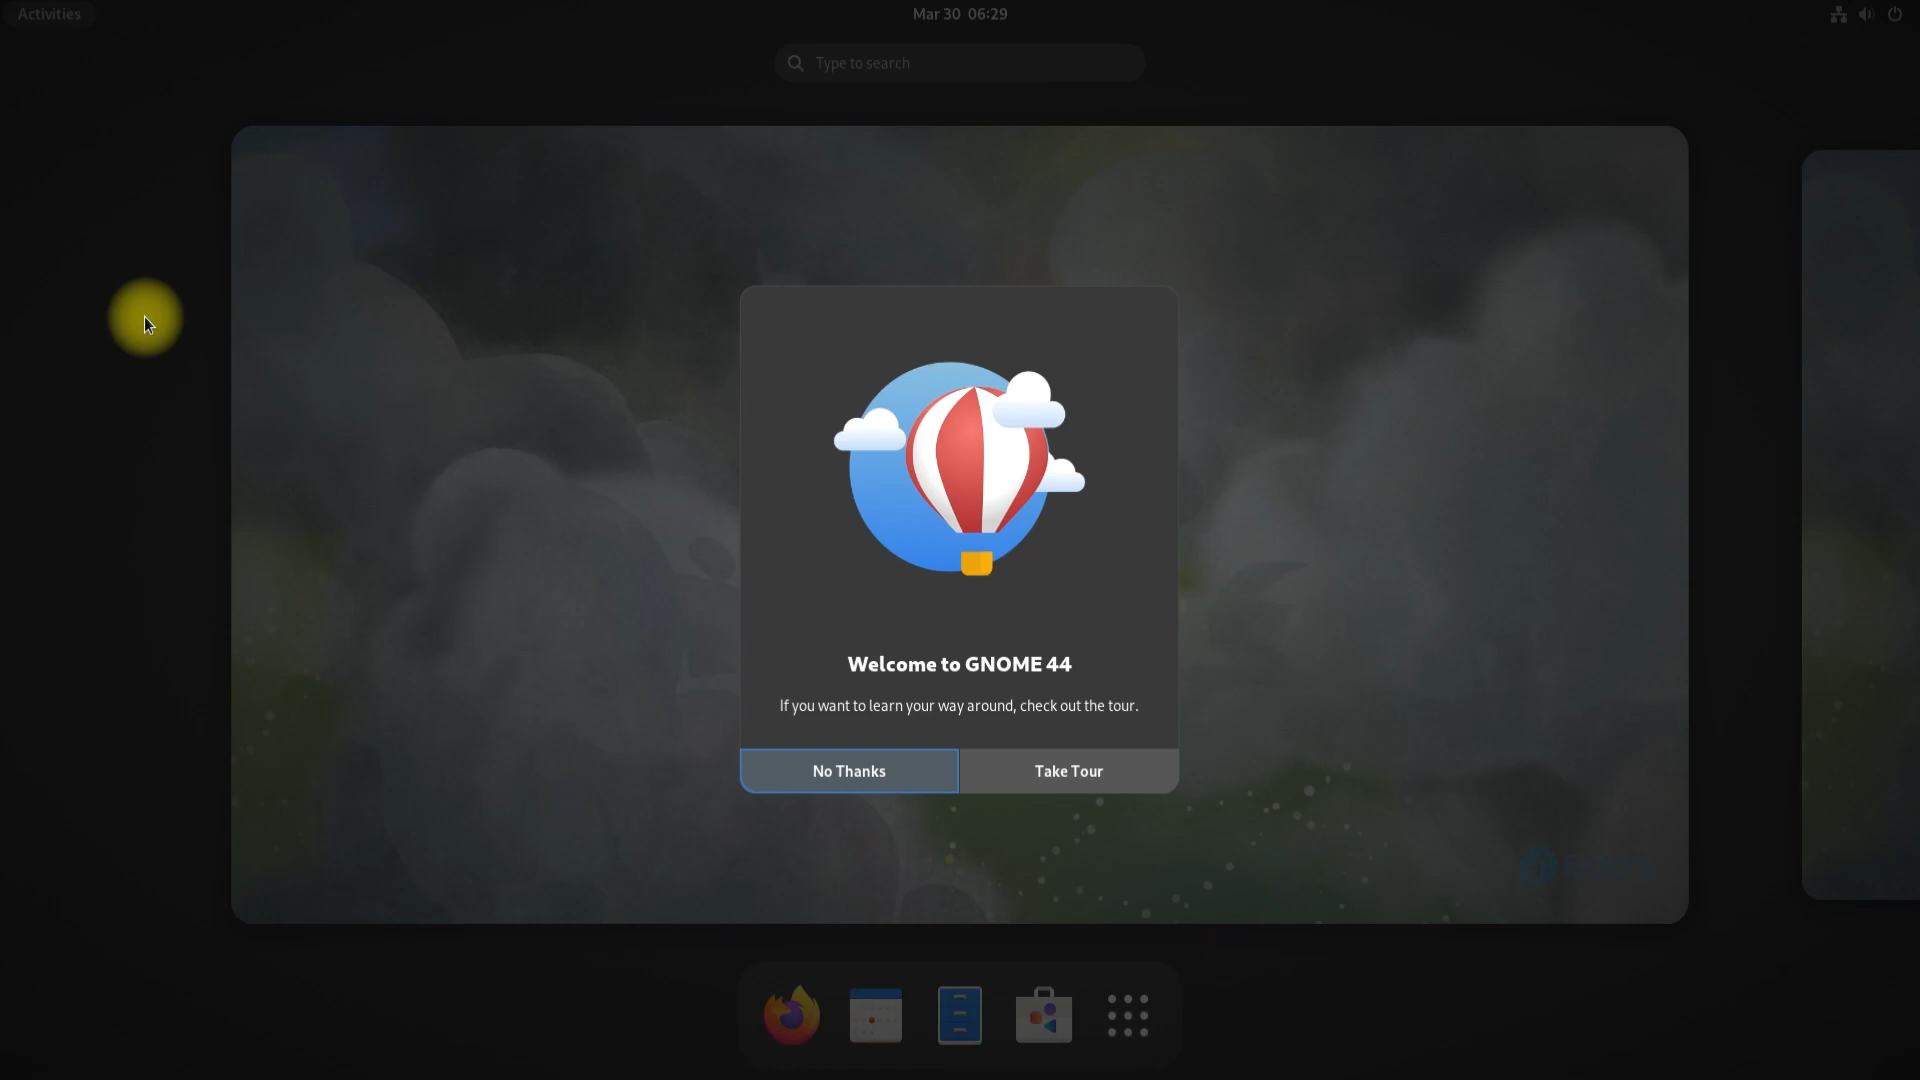 Activities
Mar 30 06:29
Type to search
Welcome to GNOME 44
If you want to learn your way around, check out the tour.
No Thanks
Take Tour